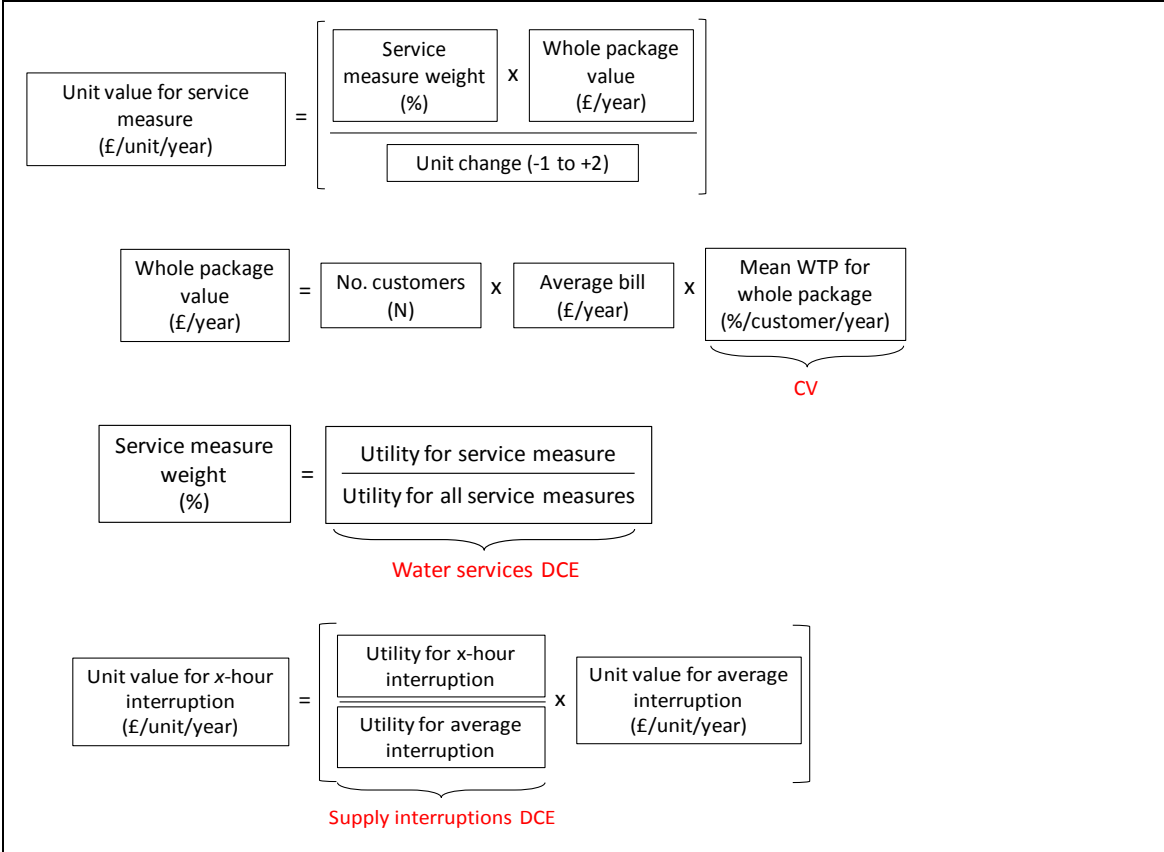 Unit value for service
measure
(£/unit/year)
=
Service
measure weight
(%)
x
Whole package
value
(£/year)
Unit change (-1 to +2)
Whole package
value
(£/year)
=
No. customers
(N)
x
Average bill
(£/year)
x
Mean WTP for
whole package
(%/customer/year)
CV
Service measure
weight
(%)
=
Utility for service measure
Utility for all service measures
Water services DCE
Unit value for x-hour
interruption
(£/unit/year)
=
Utility for x-hour
interruption
Utility for average
interruption
x
Unit value for average
interruption
(£/unit/year)
Supply interruptions DCE